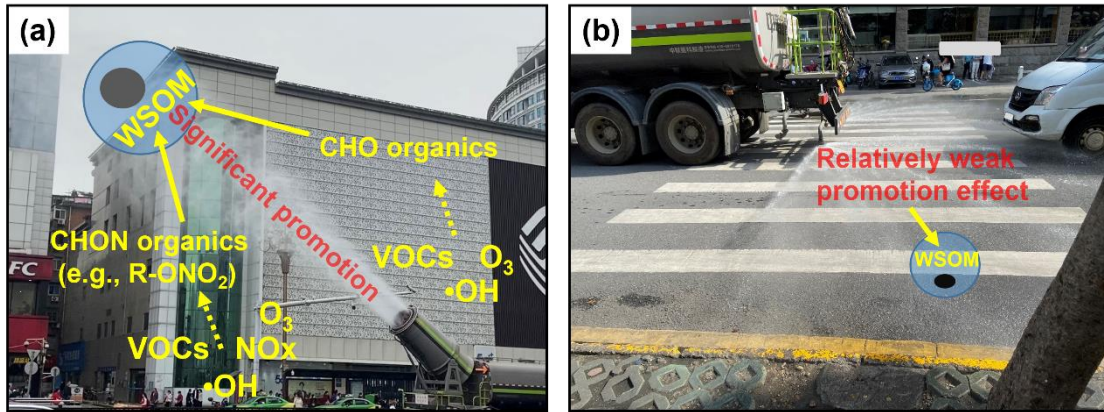 (a)
WSOM
Significant promotion
CHO organics
CHON organics
(e.g., R-ONO₂)
VOCs O₃
•OH
O₃
VOCs NOx
•OH
FC
(b)
Relatively weak
promotion effect
WSOM